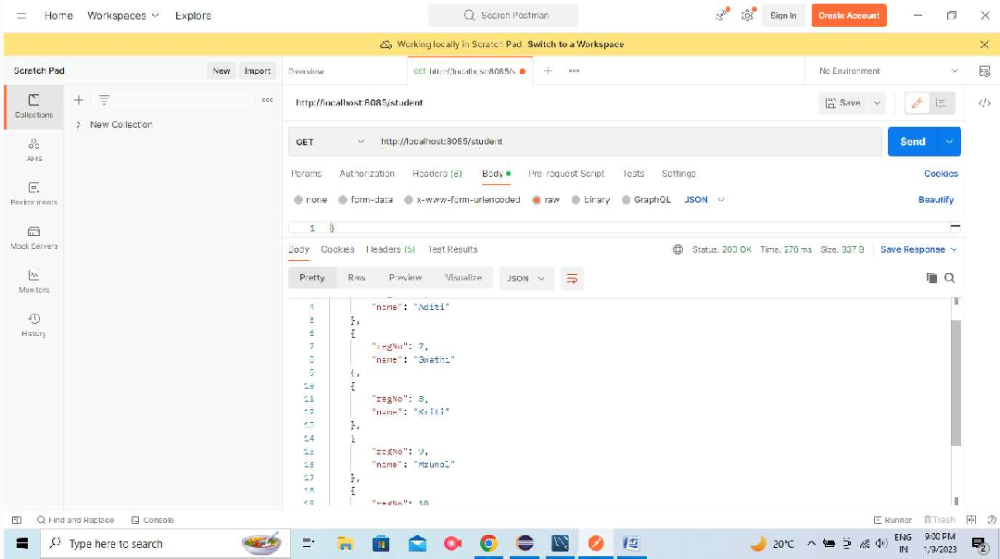 Home Workspaces Explore Search Postman Sign In Create Account
Working locally in Scratch Pad. Switch to a Workspace
Scratch Pad New Import Overview GET http://localhost:8085/s No Environment
Collections
APIs
Environments
Mock Servers
Monitors
History
New Collection
http://localhost:8085/student Save
GET http://localhost:8085/student Send
Params Authorization Headers (8) Body Pre-request Script Tests Settings Cookies
none form-data x-www-form-urlencoded raw binary GraphQL JSON Beautify
1 }
Body Cookies Headers (5) Test Results Status: 200 OK Time: 270 ms Size: 337 B Save Response
Pretty Raw Preview Visualize JSON
4 "name": "Aditi"
5 },
6 {
7 "regNo": 7,
8 "name": "Swathi"
9 },
10 {
11 "regNo": 8,
12 "name": "Kriti"
13 },
14 {
15 "regNo": 9,
16 "name": "Mrunal"
17 },
18 {
19 "regNo": 10
Find and Replace Console Runner Trash
Type here to search 20°C ENG IN 9:00 PM 1/9/2023 2